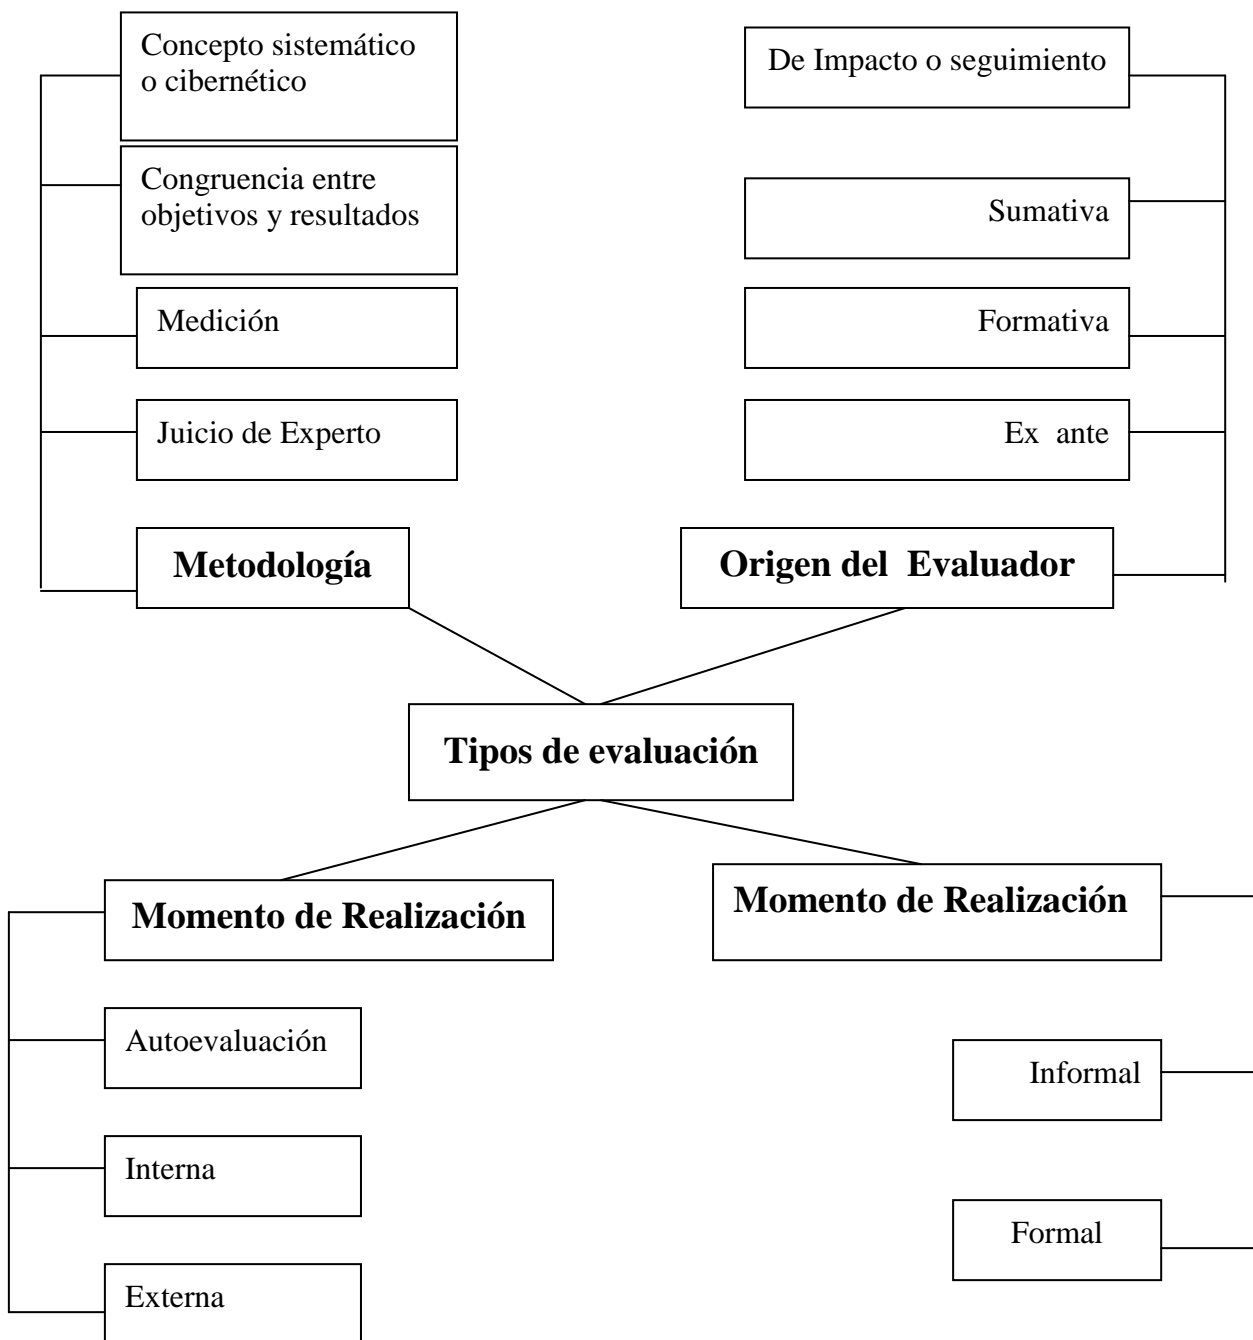 Concepto sistemático
o cibernético
De Impacto o seguimiento
Congruencia entre
objetivos y resultados
Sumativa
Medición
Formativa
Juicio de Experto
Ex ante
Metodología
Origen del Evaluador
Tipos de evaluación
Momento de Realización
Momento de Realización
Autoevaluación
Informal
Interna
Formal
Externa